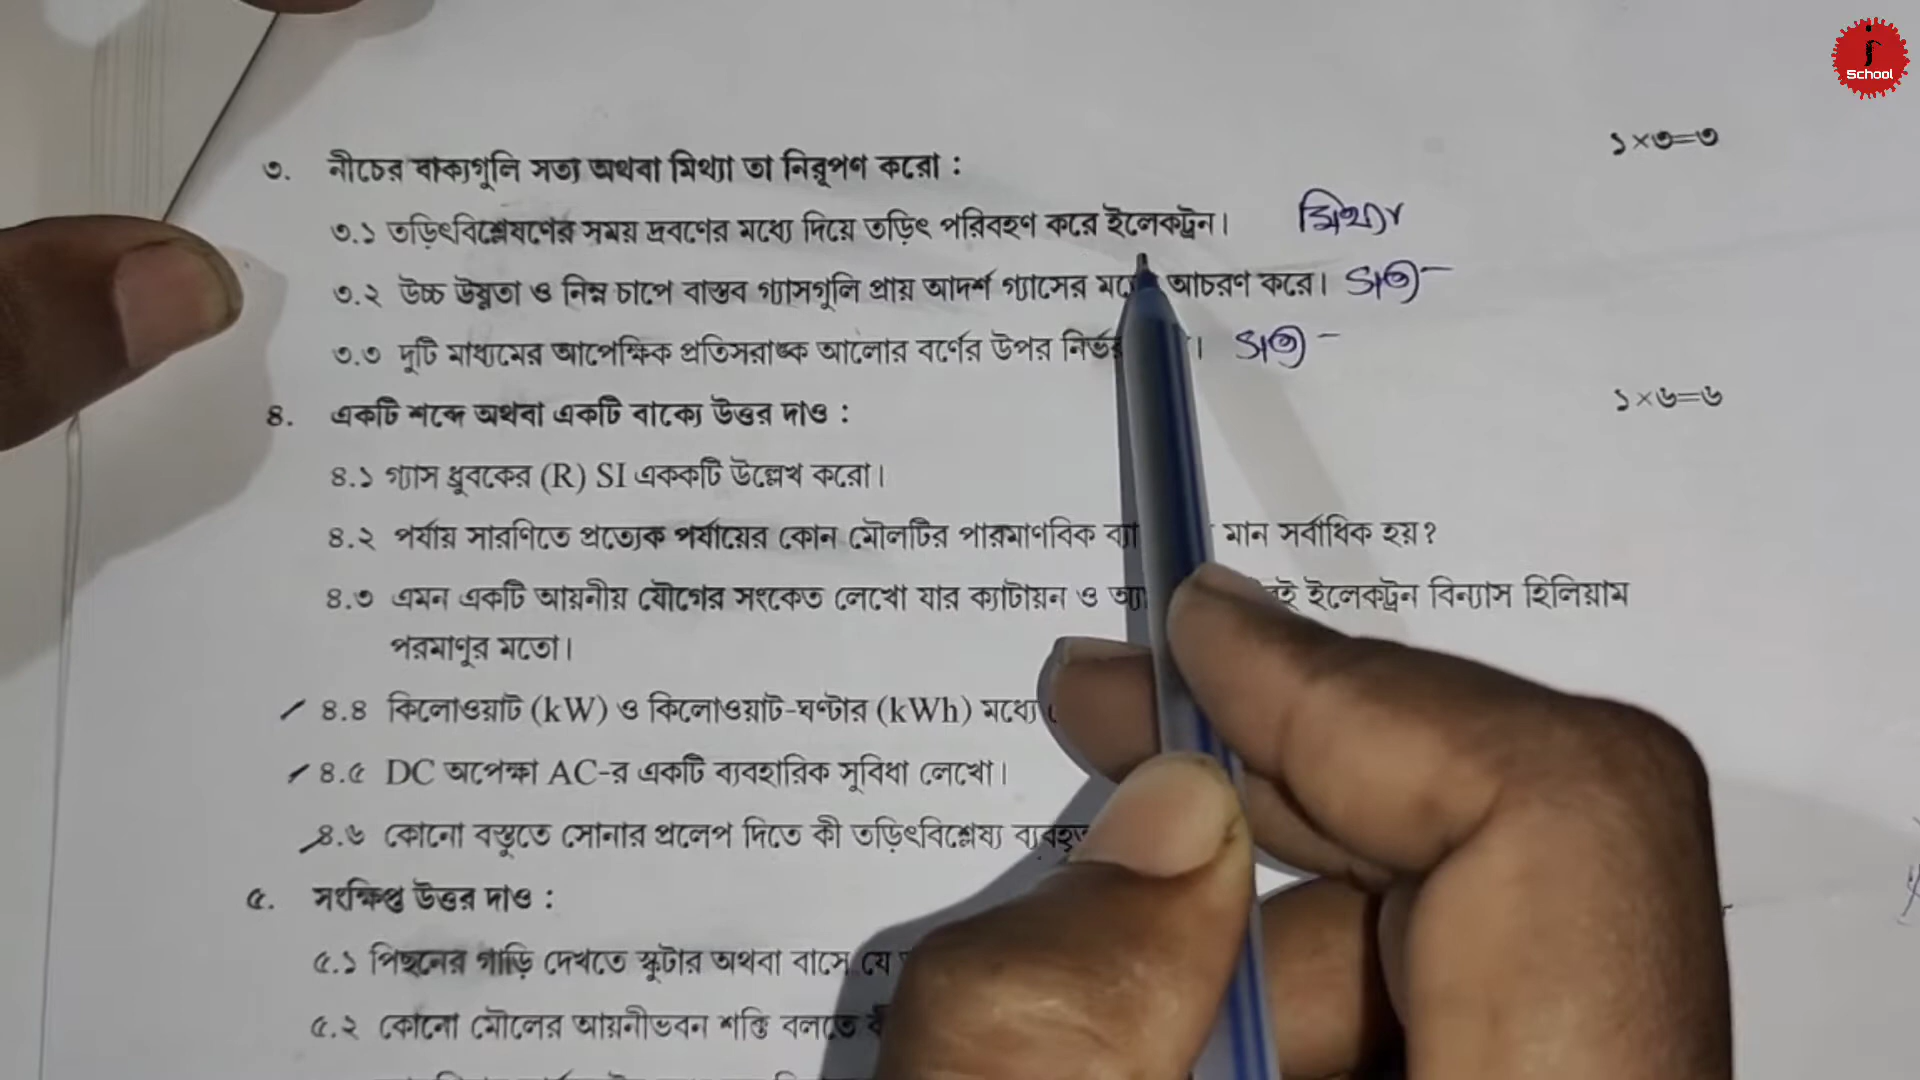 School
১×৩=৩
৩. নীচের বাক্যগুলি সত্য অথবা মিথ্যা তা নিরূপণ করো :
৩.১ তড়িৎবিশ্লেষণের সময় দ্রবণের মধ্যে দিয়ে তড়িৎ পরিবহণ করে ইলেকট্রন। মিথ্যা
৩.২ উচ্চ উষ্ণতা ও নিম্ন চাপে বাস্তব গ্যাসগুলি প্রায় আদর্শ গ্যাসের আচরণ করে। সত্য
৩.৩ দুটি মাধ্যমের আপেক্ষিক প্রতিসরাঙ্ক আলোর বর্ণের উপর । সত্য
৪. একটি শব্দে অথবা একটি বাক্যে উত্তর দাও : ১×৬=৬
৪.১ গ্যাস ধ্রুবকের (R) SI এককটি উল্লেখ করো।
৪.২ পর্যায় সারণিতে প্রত্যেক পর্যায়ের কোন মৌলটির পারমাণবিক মান সর্বাধিক হয়?
৪.৩ এমন একটি আয়নীয় যৌগের সংকেত লেখো যার ক্যাটায়ন ও ইলেকট্রন বিন্যাস হিলিয়াম
পরমাণুর মতো।
৪.৪ কিলোওয়াট (kW) ও কিলোওয়াট-ঘণ্টার (kWh) মধ্যে
৪.৫ DC অপেক্ষা AC-র একটি ব্যবহারিক সুবিধা লেখো।
৪.৬ কোনো বস্তুতে সোনার প্রলেপ দিতে কী তড়িৎবিশ্লেষ্য
৫. সংক্ষিপ্ত উত্তর দাও :
৫.১ পিছনের গাড়ি দেখতে স্কুটার অথবা বাসে যে
৫.২ কোনো মৌলের আয়নীভবন শক্তি বলতে